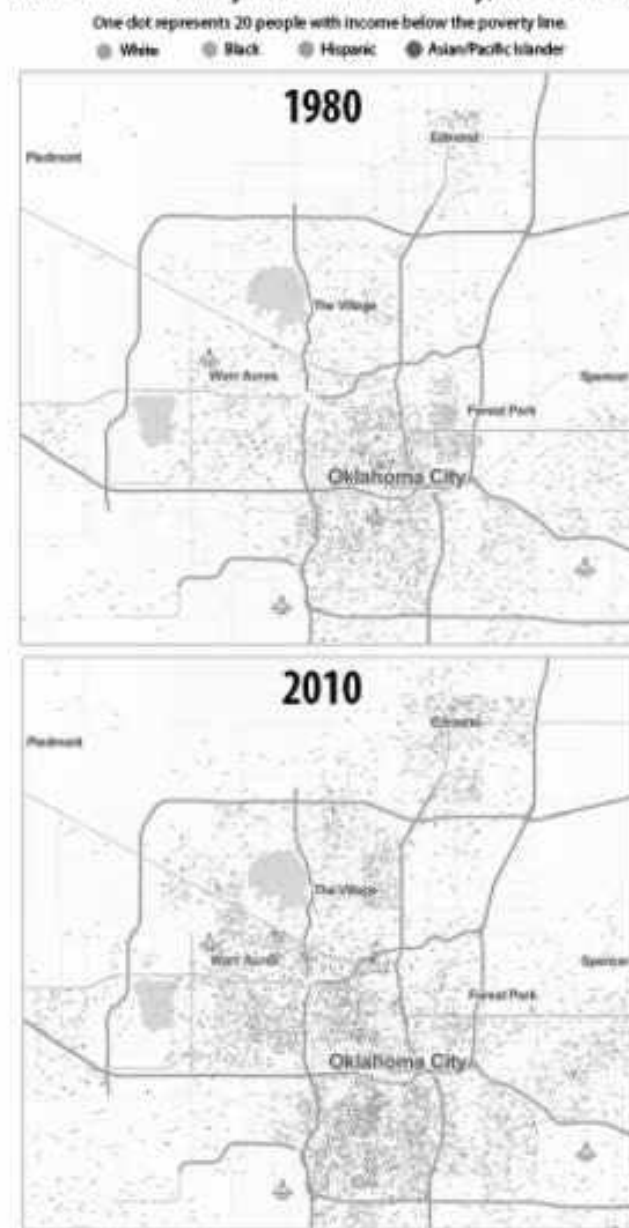 One dot represents 20 people with income below the poverty line.
White Black Hispanic Asian/Pacific Islander
1980
Edmond
Piedmont
The Village
Warr Acres
Spencer
Forest Park
Oklahoma City
2010
Edmond
Piedmont
The Village
Warr Acres
Spencer
Forest Park
Oklahoma City